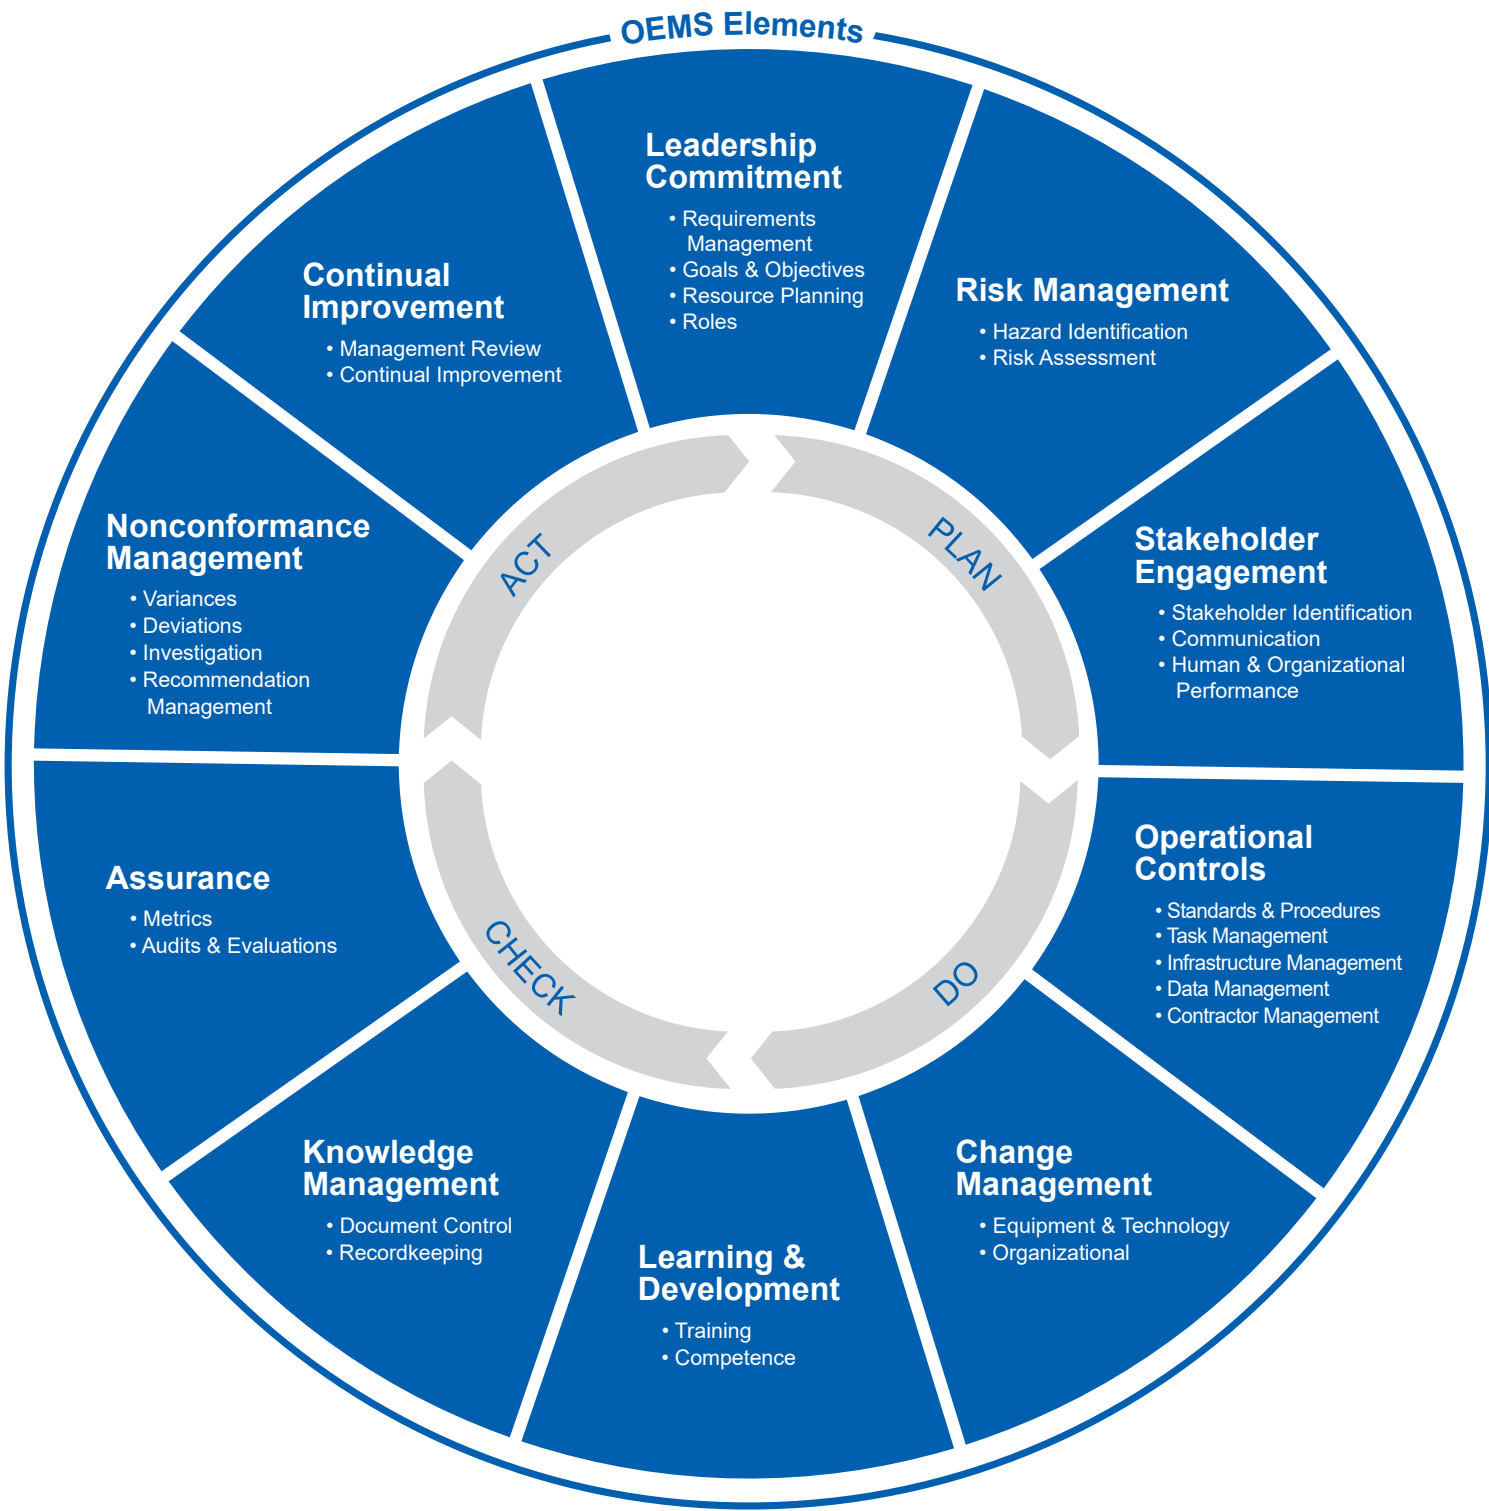 OEMS Elements
Leadership
Commitment
• Requirements
Management
• Goals & Objectives
• Resource Planning
• Roles
Risk Management
• Hazard Identification
• Risk Assessment
Stakeholder
Engagement
• Stakeholder Identification
• Communication
• Human & Organizational
Performance
Operational
Controls
• Standards & Procedures
• Task Management
• Infrastructure Management
• Data Management
• Contractor Management
Change
Management
• Equipment & Technology
• Organizational
Learning &
Development
• Training
• Competence
Knowledge
Management
• Document Control
• Recordkeeping
Assurance
• Metrics
• Audits & Evaluations
Nonconformance
Management
• Variances
• Deviations
• Investigation
• Recommendation
Management
Continual
Improvement
• Management Review
• Continual Improvement
PLAN
DO
CHECK
ACT